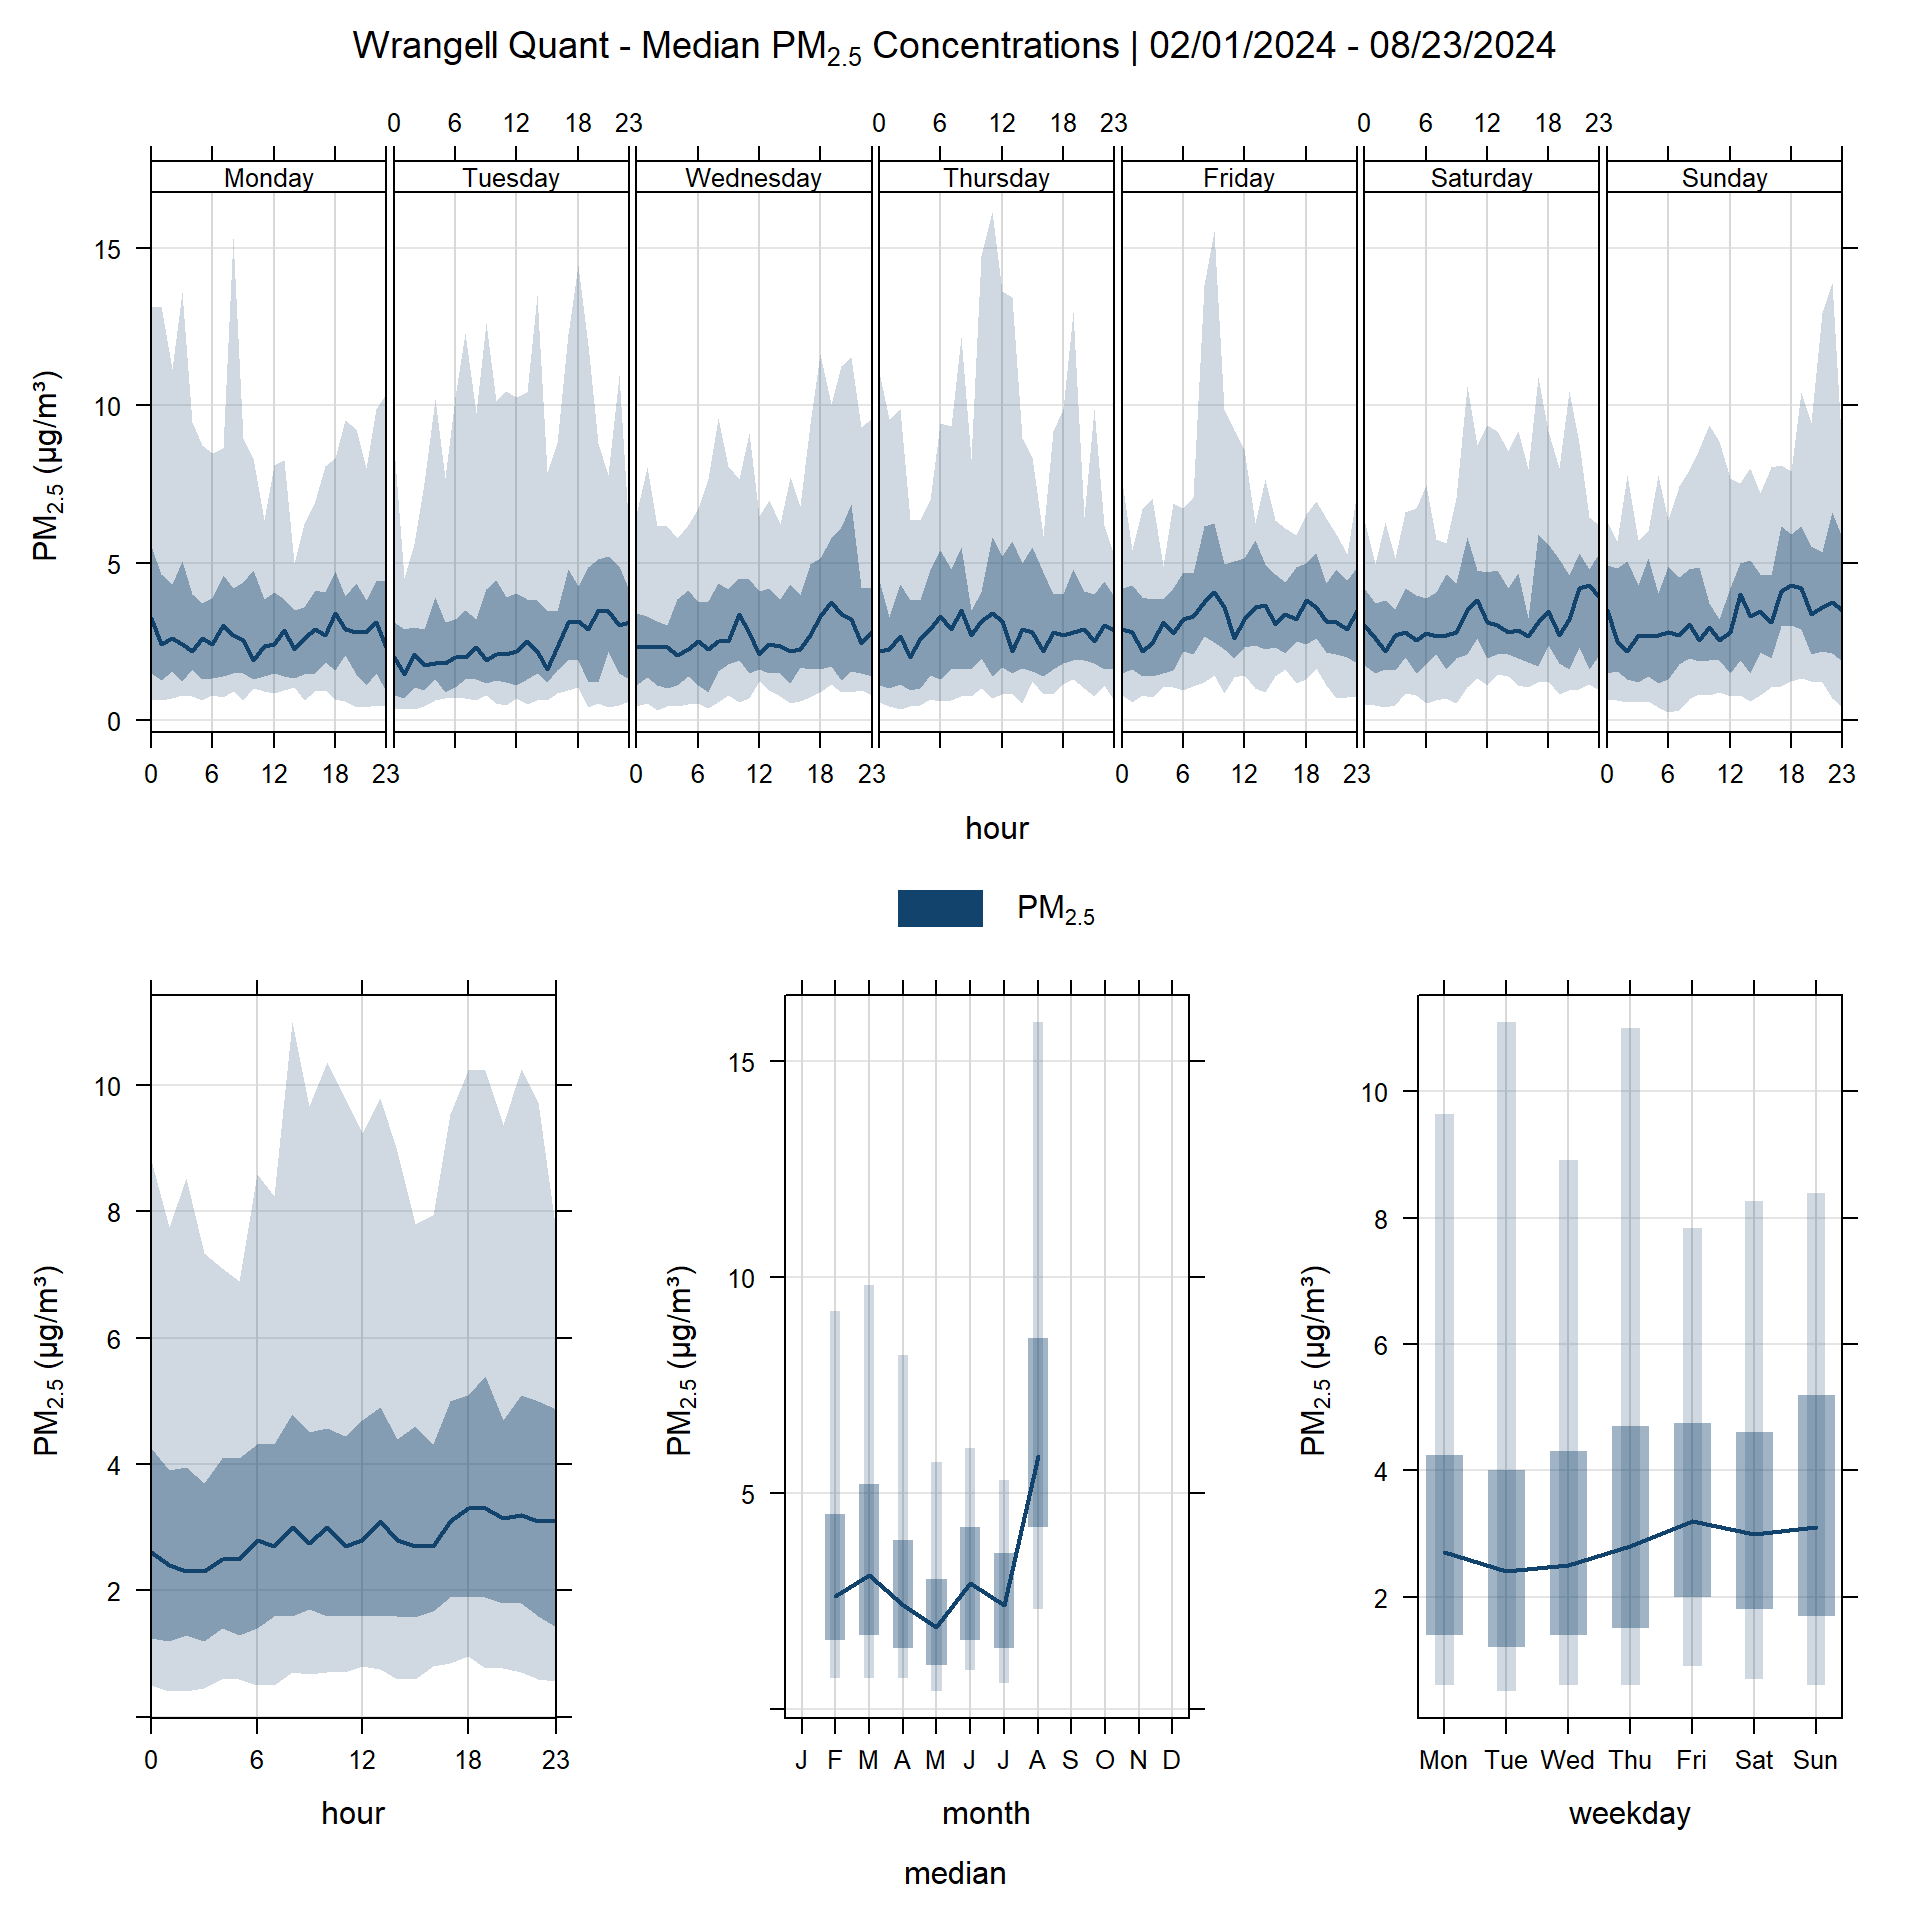 Wrangell Quant - Median PM2.5 Concentrations | 02/01/2024 - 08/23/2024
0 6 12 18 23 0 6 12 18 23 0 6 12 18 23
Monday Tuesday Wednesday Thursday Friday Saturday Sunday
15
10
5
0
PM2.5 (µg/m³)
0 6 12 18 23 0 6 12 18 23 0 6 12 18 23 0 6 12 18 23
hour
PM2.5
10
8
6
4
2
PM2.5 (µg/m³)
0 6 12 18 23
hour
15
10
5
PM2.5 (µg/m³)
J F M A M J J A S O N D
month
10
8
6
4
2
PM2.5 (µg/m³)
Mon Tue Wed Thu Fri Sat Sun
weekday
median